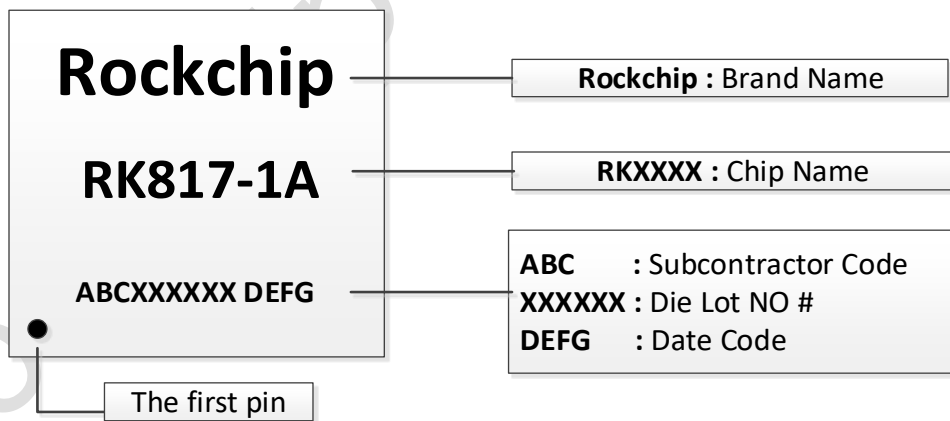 Rockchip
Rockchip : Brand Name
RK817-1A
RKXXXX : Chip Name
ABCXXXXXX DEFG
ABC : Subcontractor Code
XXXXXX : Die Lot NO #
DEFG : Date Code
The first pin